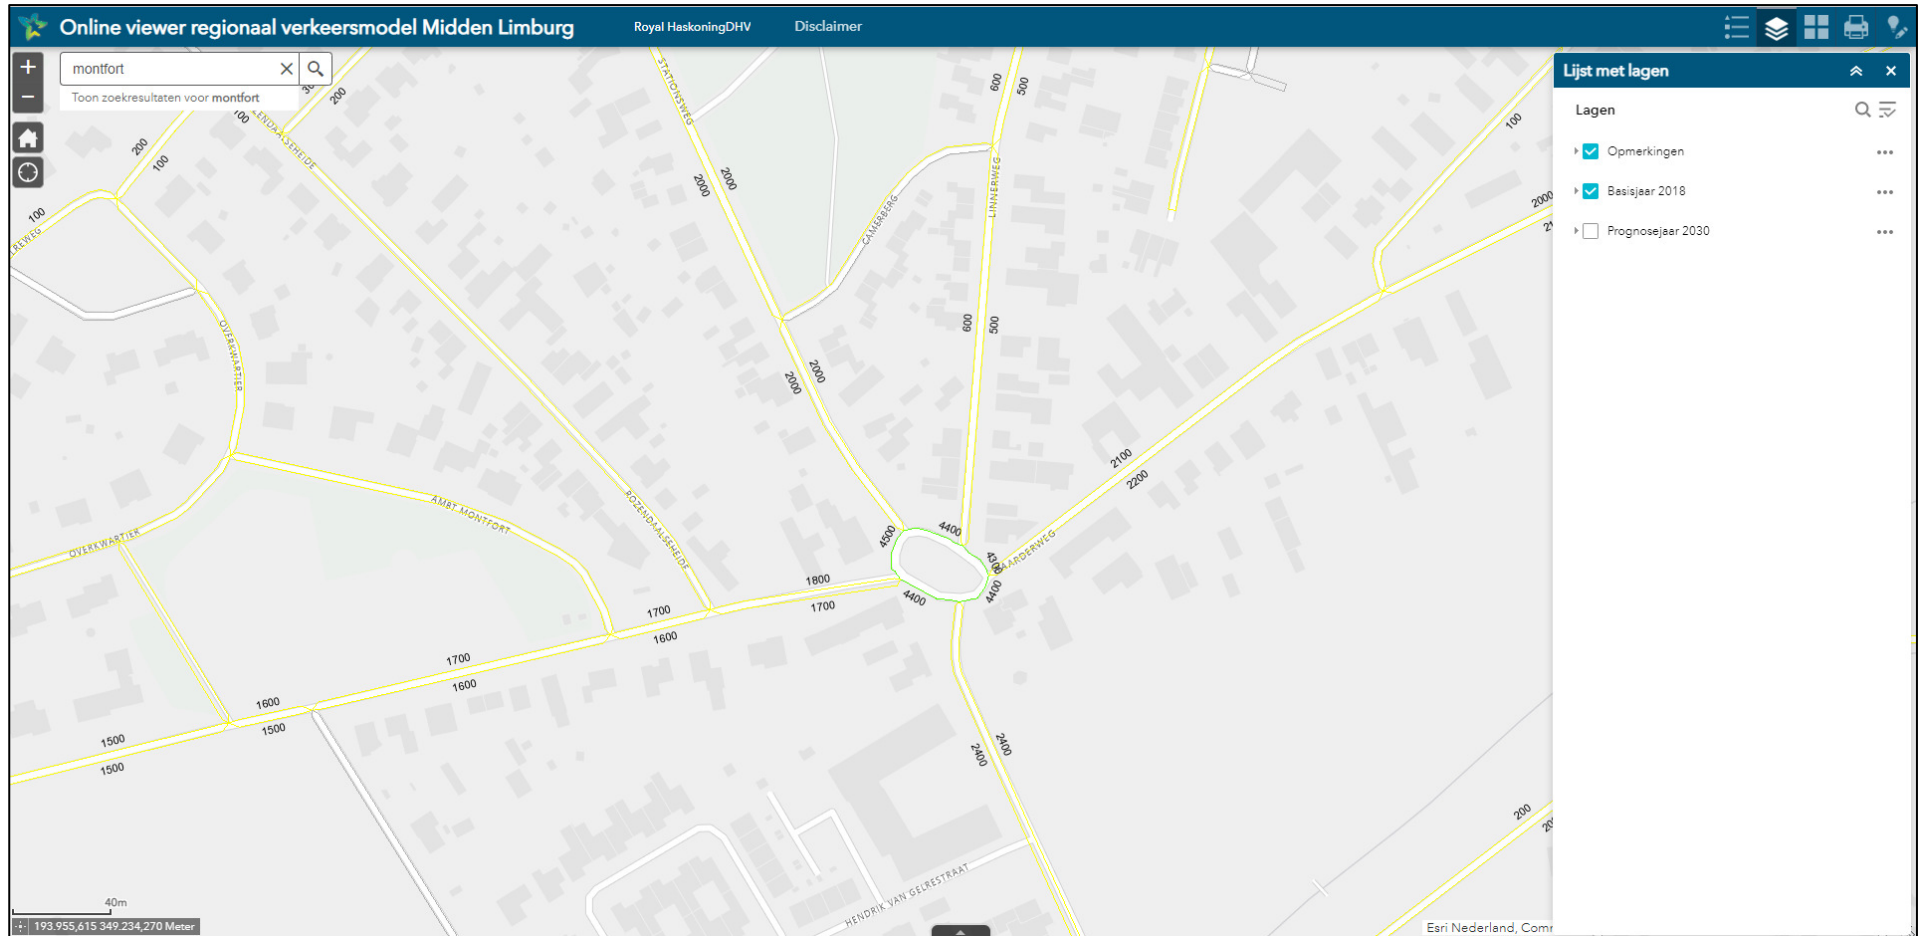 Online viewer regionaal verkeersmodel Midden Limburg
Royal HaskoningDHV
Disclaimer
montfort
Toon zoekresultaten voor montfort
Lijst met lagen
Lagen
Opmerkingen
Basisjaar 2018
Prognosejaar 2030
200
100
100
200
100
STATIONSWEG
2000
2000
600
500
LINNERWEG
CAMERBERG
100
2000
REWEG
OVERKWARTIER
600
500
2000
2000
2100
2200
AMBT MONTFORT
ROZENDAALSEHEIDE
OVERKWARTIER
4500
4400
4400
4400
AARDERWEG
1800
1700
1700
1600
1700
1600
1600
1500
1500
1500
2400
2400
200
HENDRIK VAN GELRESTRAAT
40m
193.955,615 349.234,270 Meter
Esri Nederland, Comm